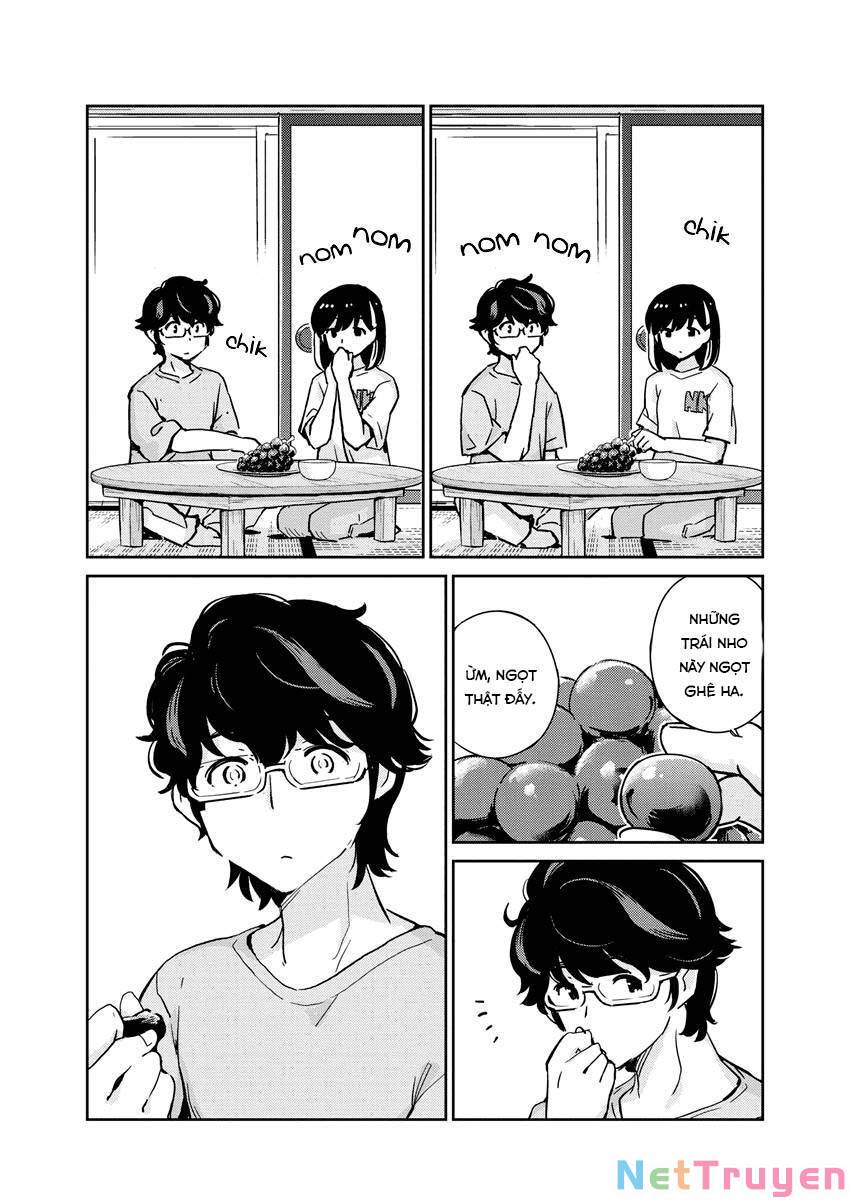 nom nom
chik
nom nom
chik
NHỮNG
TRÁI NHO
NÀY NGỌT
GHÊ HA.
ỪM, NGỌT
THẬT ĐẤY.
NetTruyen